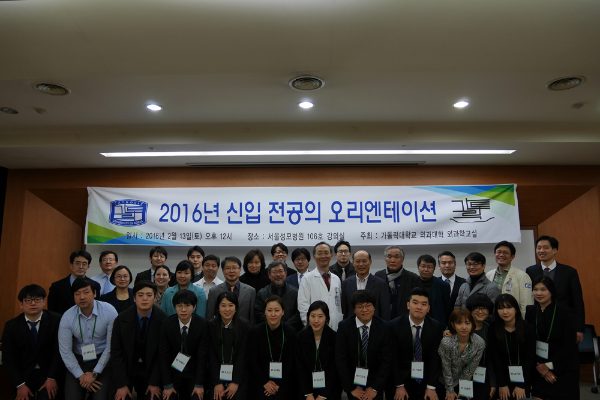 2016년 신입 전공의 오리엔테이션
일시 : 2016년 2월 13일(토) 오후 12시 장소 : 서울성모병원 106호 강의실 주최 : 가톨릭대학교 의과대학 외과학교실